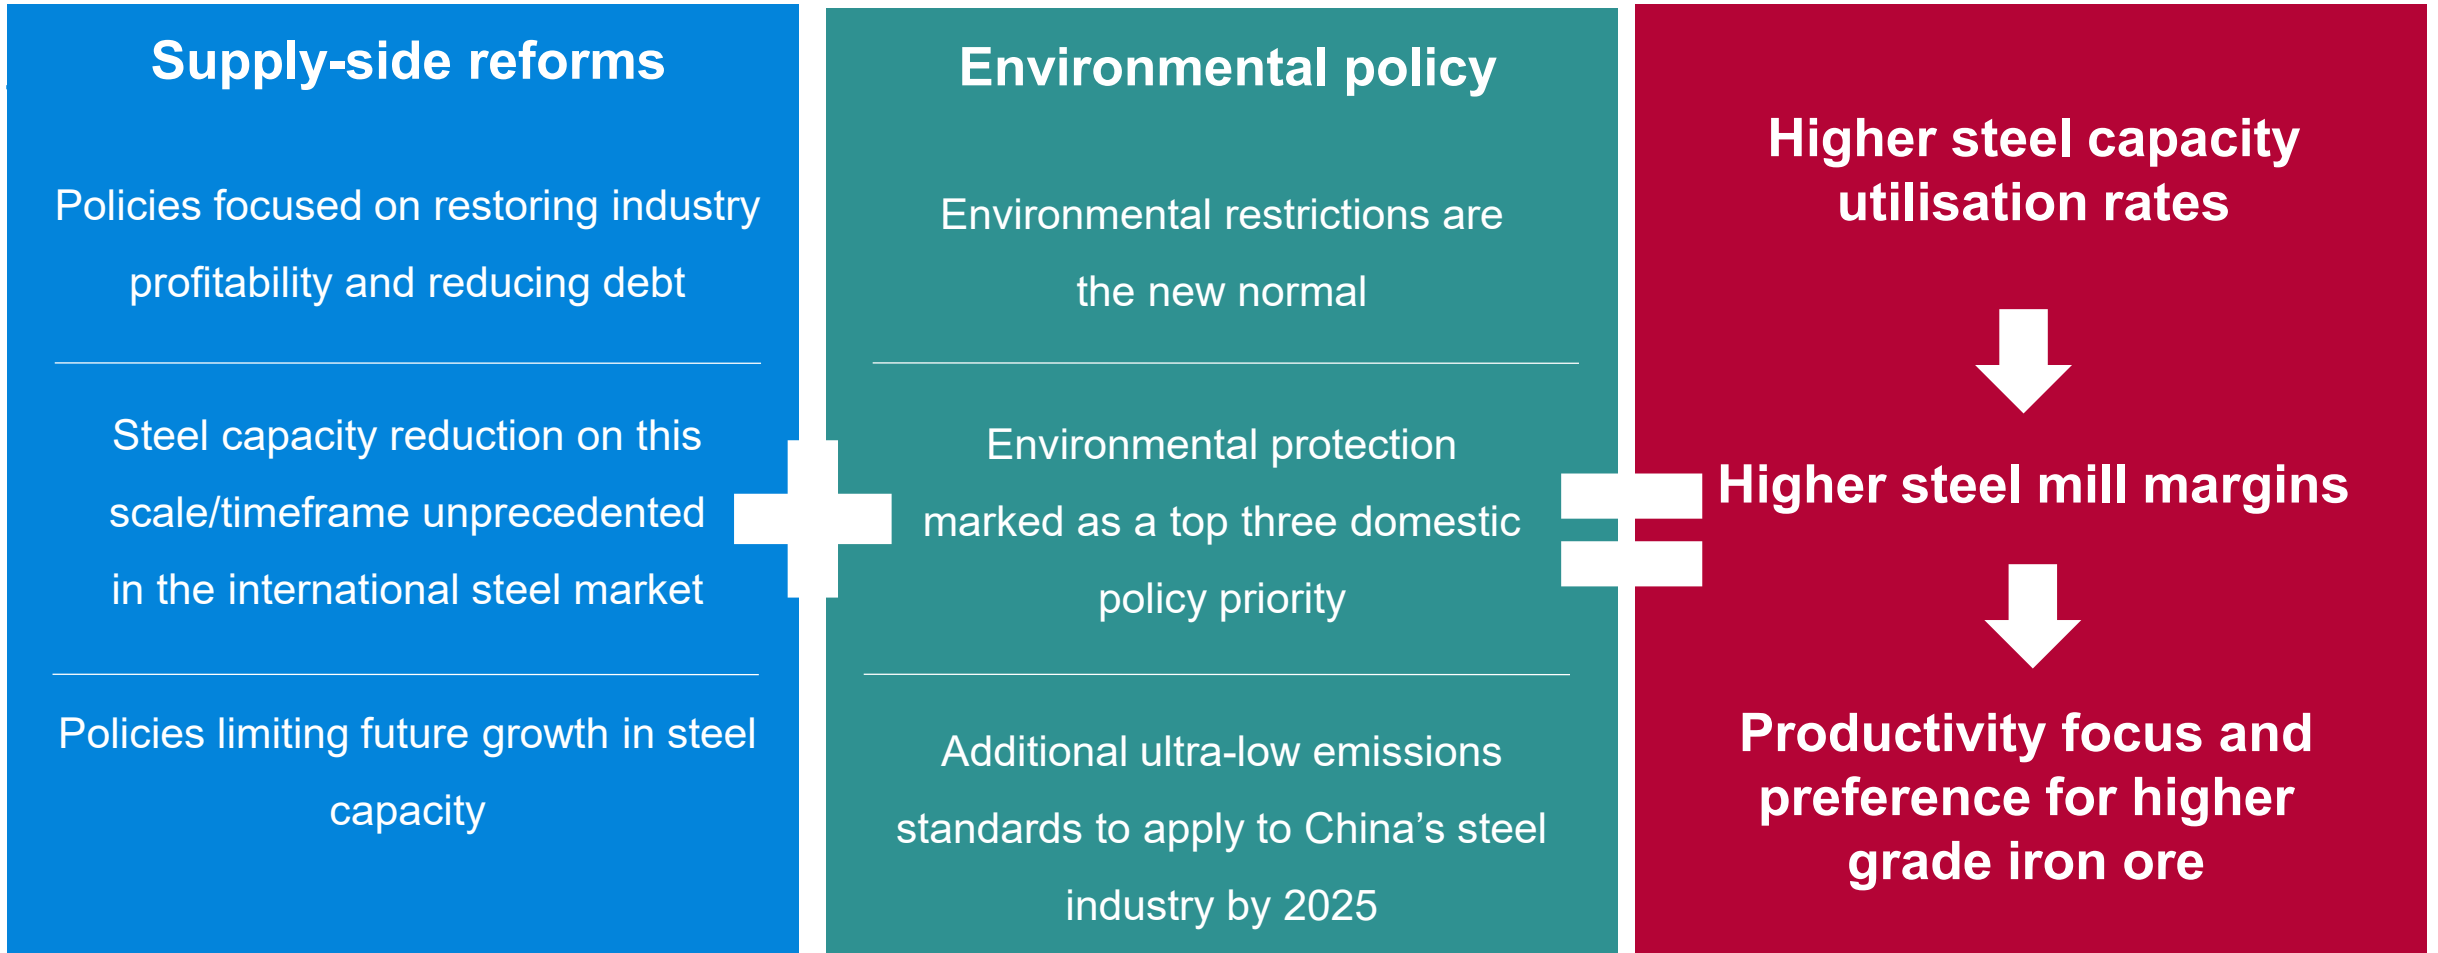 Supply-side reforms
Policies focused on restoring industry
profitability and reducing debt
Steel capacity reduction on this
scale/timeframe unprecedented
in the international steel market
Policies limiting future growth in steel
capacity
Environmental policy
Environmental restrictions are
the new normal
Environmental protection
marked as a top three domestic
policy priority
Additional ultra-low emissions
standards to apply to China’s steel
industry by 2025
Higher steel capacity
utilisation rates
Higher steel mill margins
Productivity focus and
preference for higher
grade iron ore